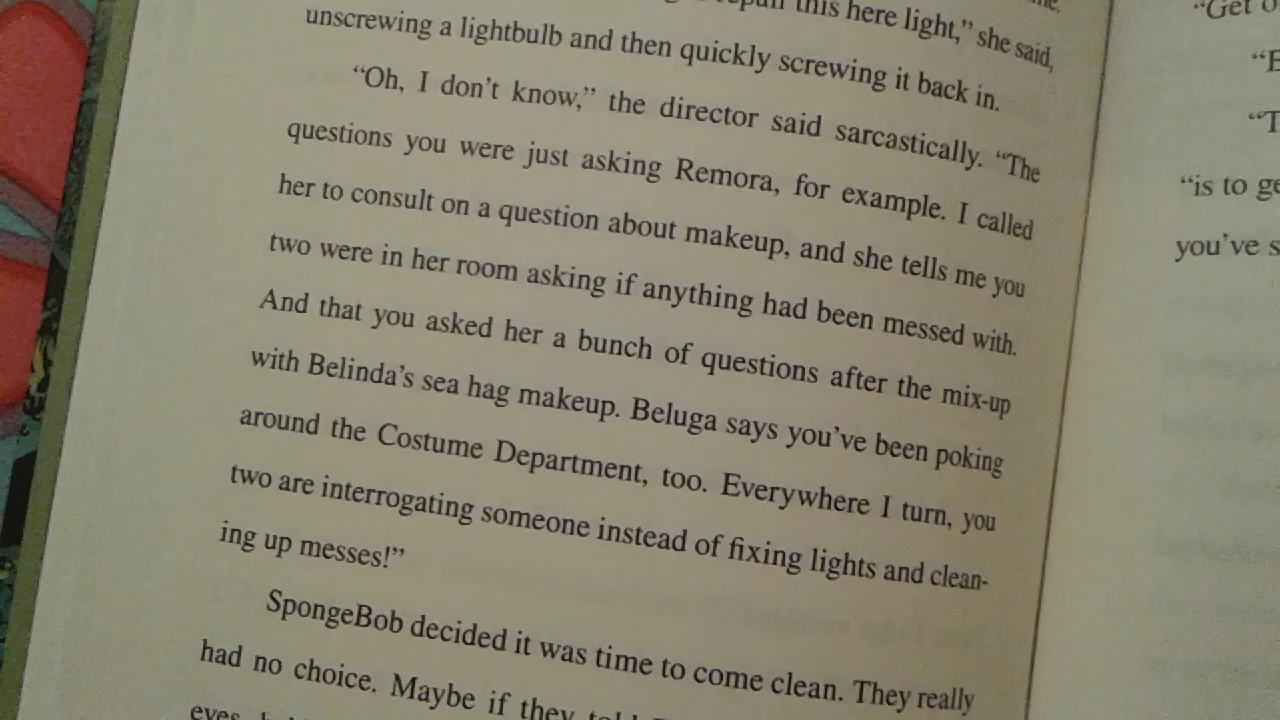 this here light,” she said,
unscrewing a lightbulb and then quickly screwing it back in.
“Oh, I don’t know,” the director said sarcastically. “The
questions you were just asking Remora, for example. I called
her to consult on a question about makeup, and she tells me you
two were in her room asking if anything had been messed with.
And that you asked her a bunch of questions after the mix-up
with Belinda’s sea hag makeup. Beluga says you’ve been poking
around the Costume Department, too. Everywhere I turn, you
two are interrogating someone instead of fixing lights and clean-
ing up messes!”
SpongeBob decided it was time to come clean. They really
had no choice. Maybe if they
eyes
“Get
“is to
you’ve